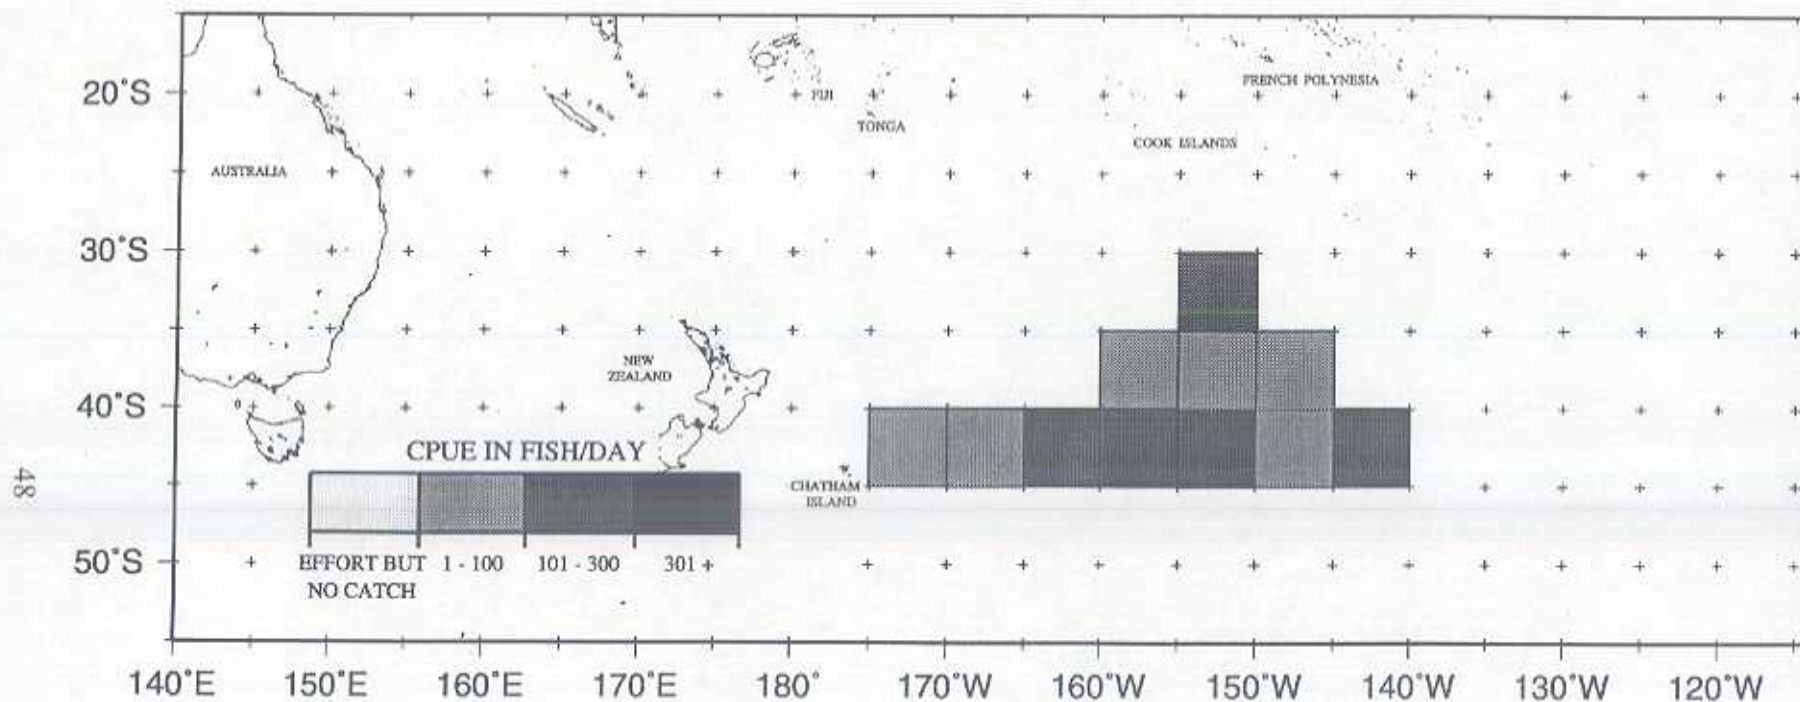 20°S
FRENCH POLYNESIA
FIJI
TONGA
COOK ISLANDS
AUSTRALIA
30°S
NEW
ZEALAND
40°S
CPUE IN FISH/DAY
48
CHATHAM
ISLAND
50°S
EFFORT BUT 1 - 100 101 - 300 301+
NO CATCH
140°E 150°E 160°E 170°E 180° 170°W 160°W 150°W 140°W 130°W 120°W